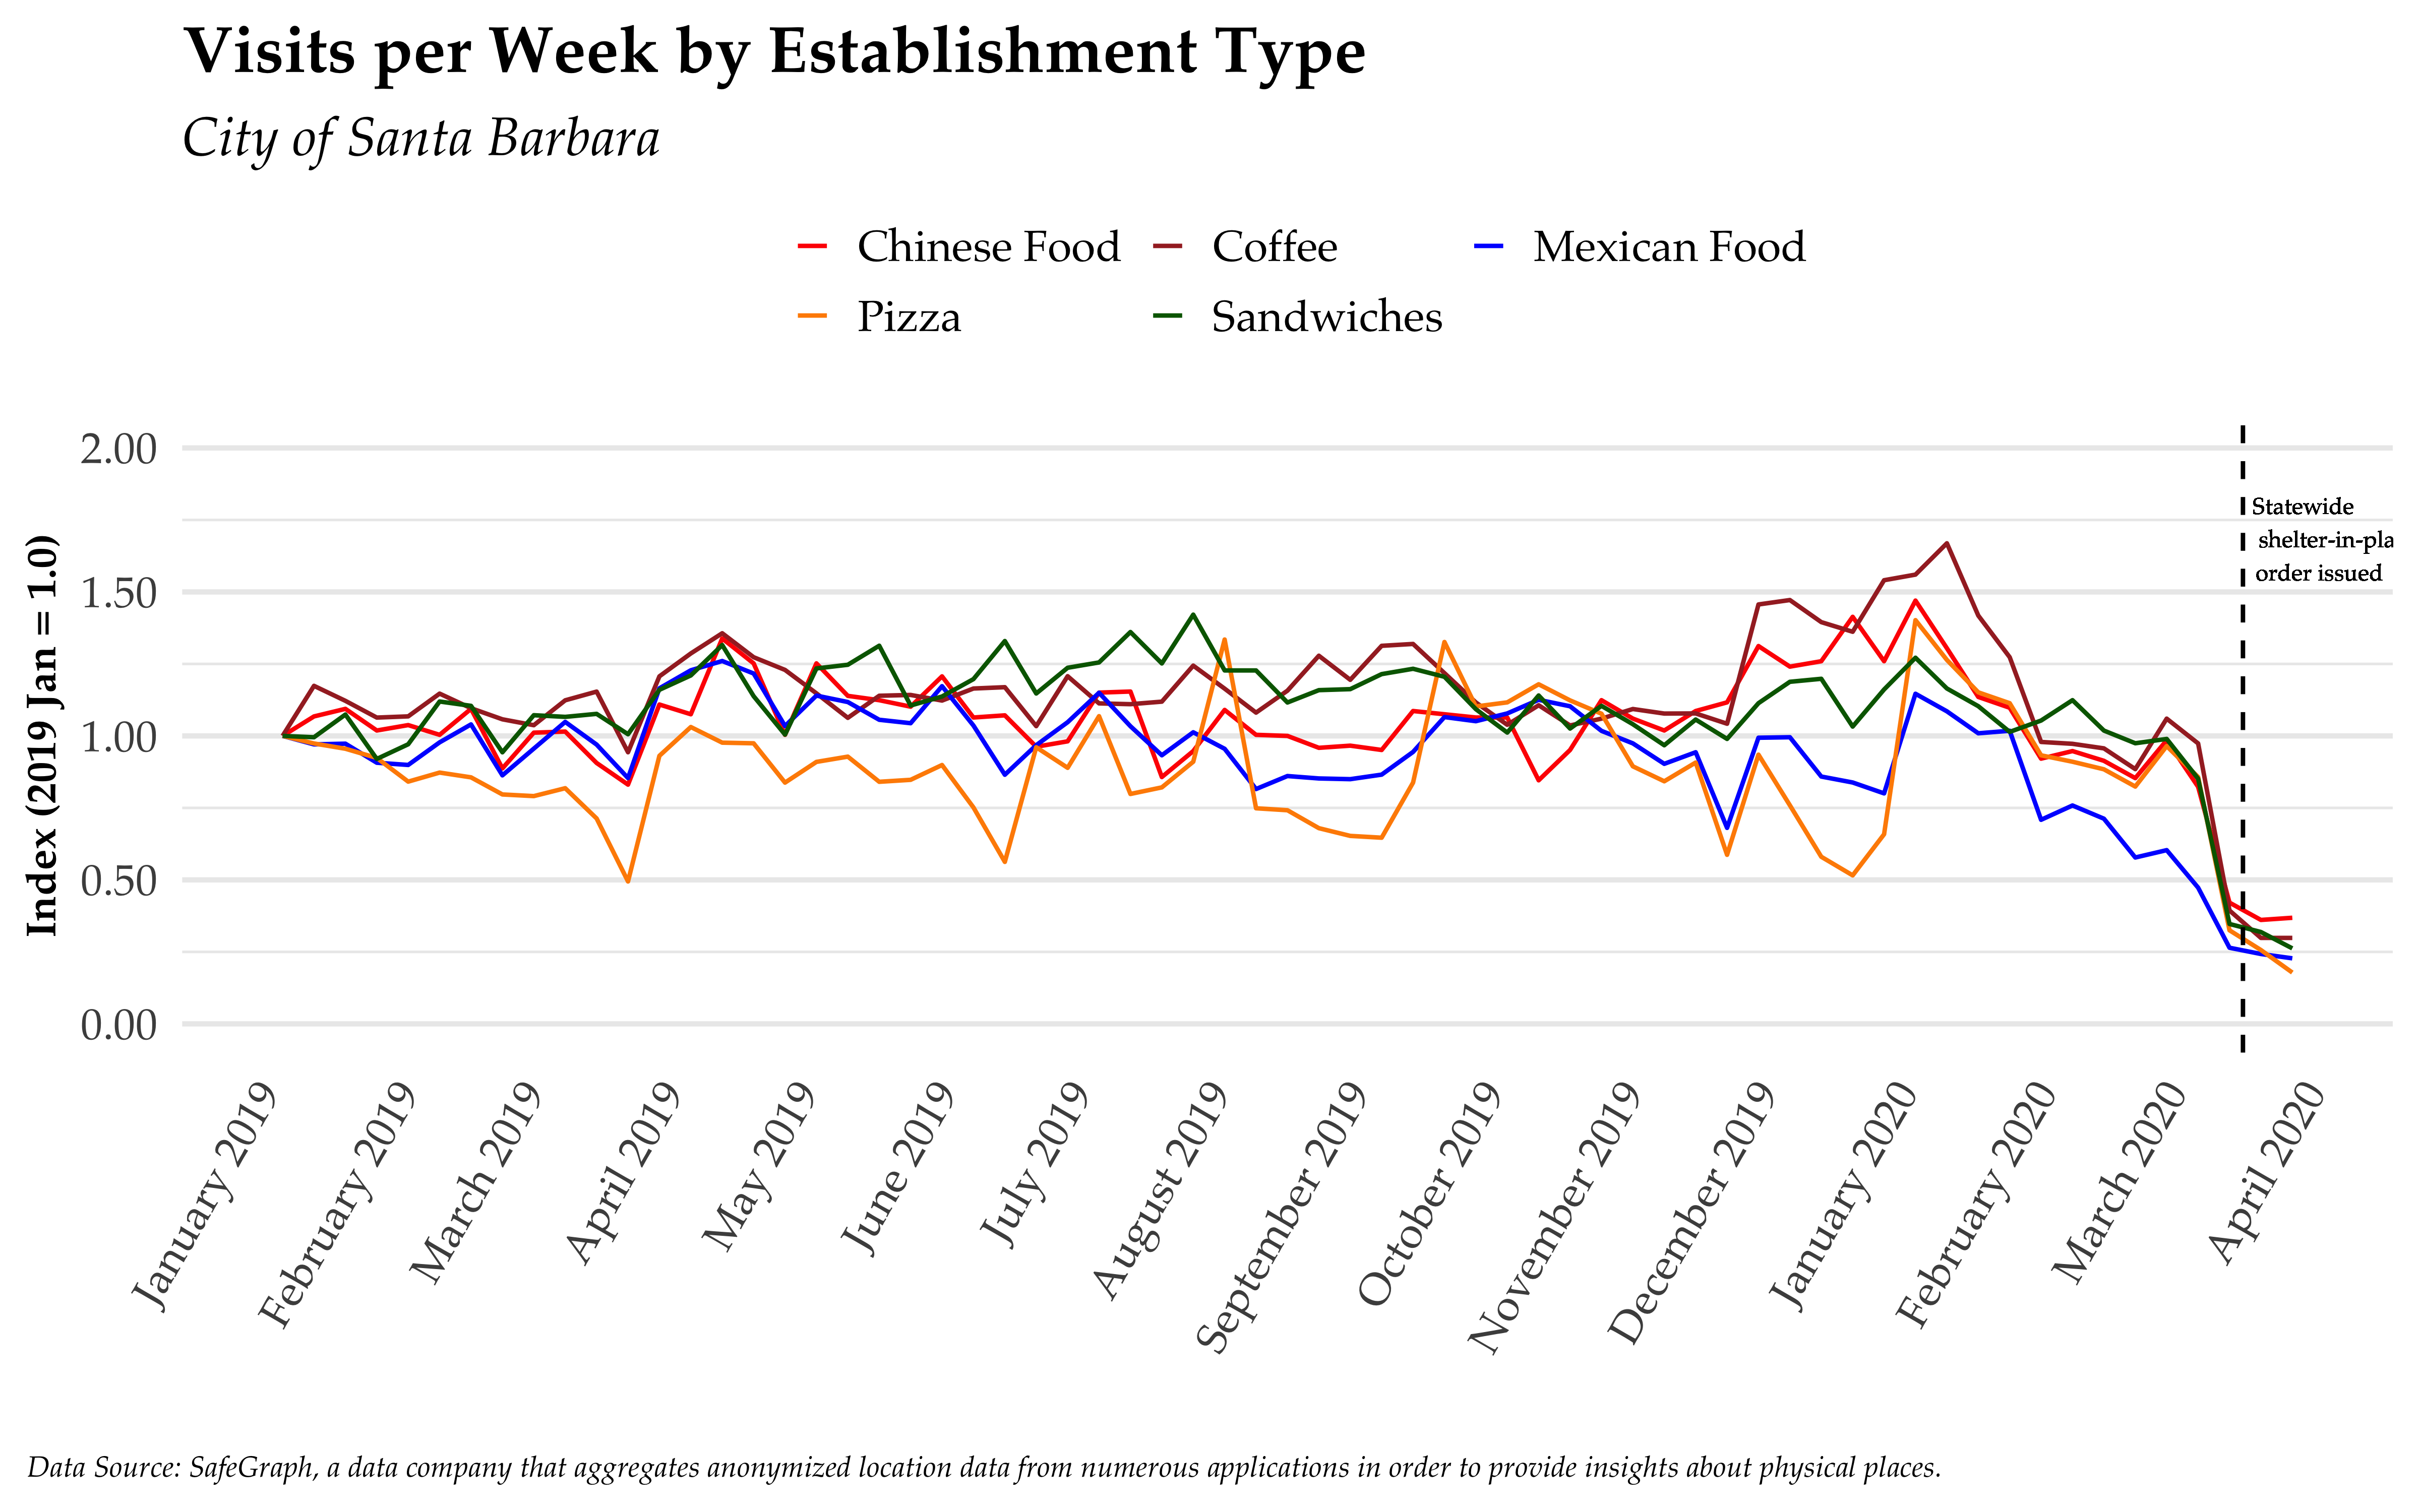 Visits per Week by Establishment Type
City of Santa Barbara
Chinese Food
Coffee
Mexican Food
Pizza
Sandwiches
Index (2019 Jan = 1.0)
2.00
1.50
1.00
0.50
0.00
Statewide
shelter-in-pla
order issued
January 2019
February 2019
March 2019
April 2019
May 2019
June 2019
July 2019
August 2019
September 2019
October 2019
November 2019
December 2019
January 2020
February 2020
March 2020
April 2020
Data Source: SafeGraph, a data company that aggregates anonymized location data from numerous applications in order to provide insights about physical places.